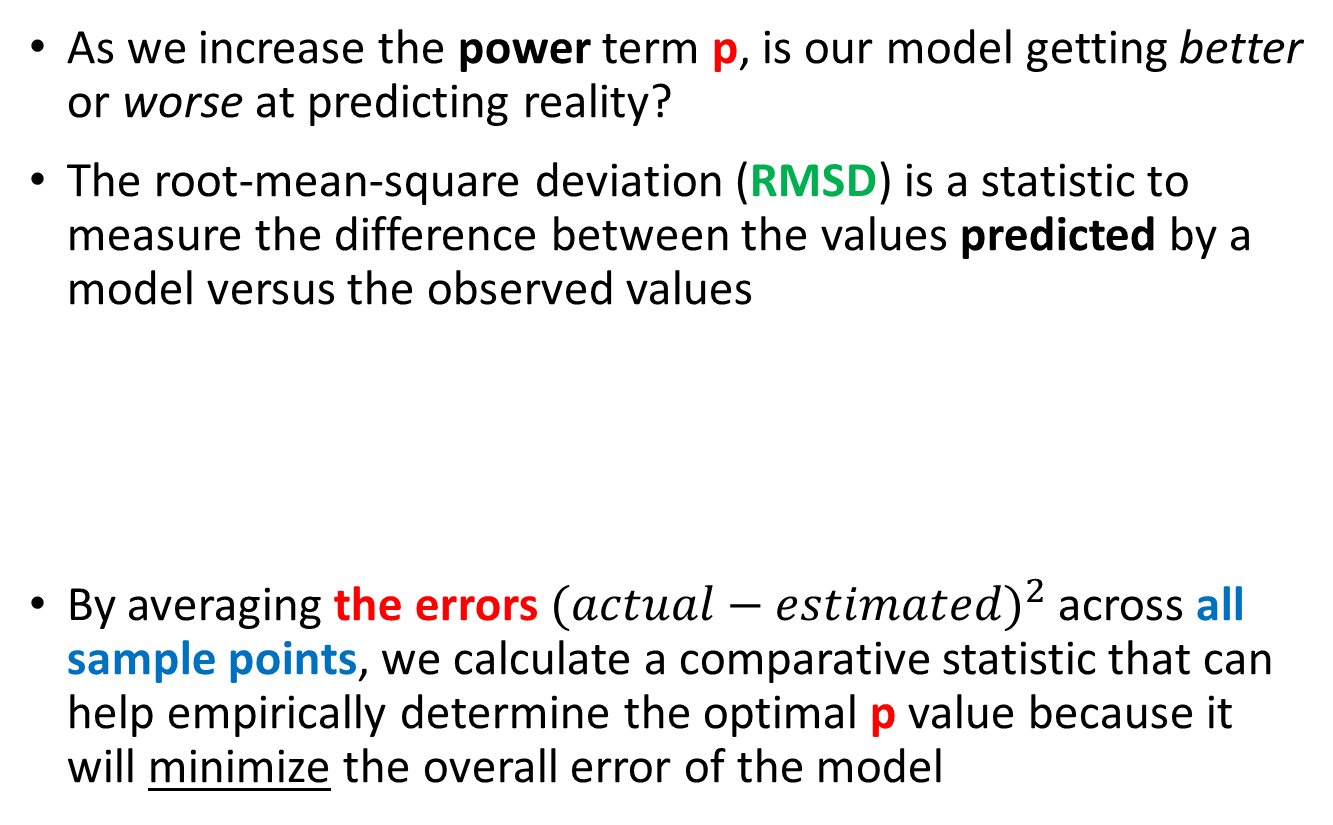 • As we increase the power term p, is our model getting better
or worse at predicting reality?
• The root-mean-square deviation (RMSD) is a statistic to
measure the difference between the values predicted by a
model versus the observed values
• By averaging the errors (actual − estimated)² across all
sample points, we calculate a comparative statistic that can
help empirically determine the optimal p value because it
will minimize the overall error of the model